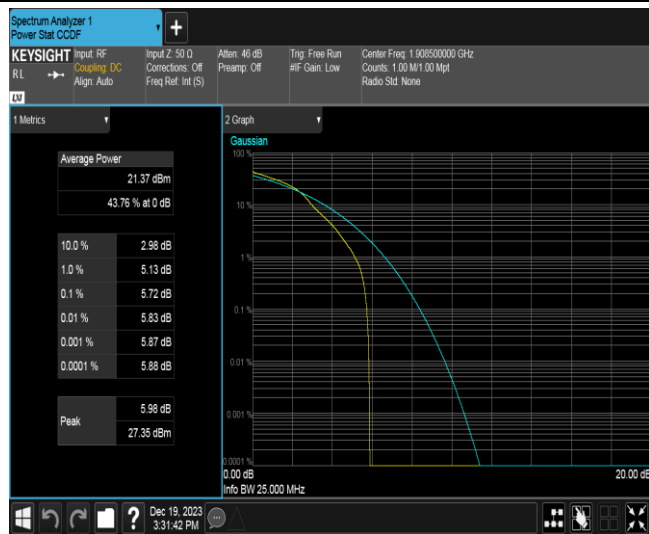 Spectrum Analyzer 1
Power Stat CCDF
+
KEYSIGHT
RL
LXI
Input: RF
Coupling: DC
Align: Auto
Input Z: 50 Ω
Corrections: Off
Freq Ref: Int (S)
Atten: 46 dB
Preamp: Off
Trig: Free Run
#IF Gain: Low
Center Freq: 1.908500000 GHz
Counts: 1.00 M/1.00 Mpt
Radio Std: None
1 Metrics
Average Power
21.37 dBm
43.76 % at 0 dB
10.0 % 2.98 dB
1.0 % 5.13 dB
0.1 % 5.72 dB
0.01 % 5.83 dB
0.001 % 5.87 dB
0.0001 % 5.88 dB
Peak 5.98 dB
27.35 dBm
2 Graph
Gaussian
100 %
10 %
1 %
0.1 %
0.01 %
0.001 %
0.0001 %
0.00 dB 20.00 dB
Info BW 25.000 MHz
?
Dec 19, 2023
3:31:42 PM